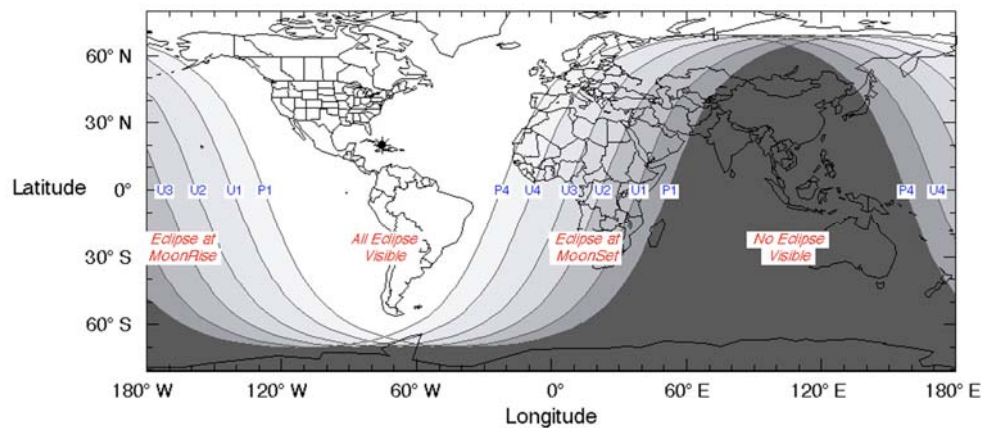 60° N
30° N
Latitude
0°
30° S
60° S
U3 U2 U1 P1 P4 U4 U3 U2 U1 P1 P4 U4
Eclipse at
MoonRise
All Eclipse
Visible
Eclipse at
MoonSet
No Eclipse
Visible
180° W 120° W 60° W 0° 60° E 120° E 180° E
Longitude